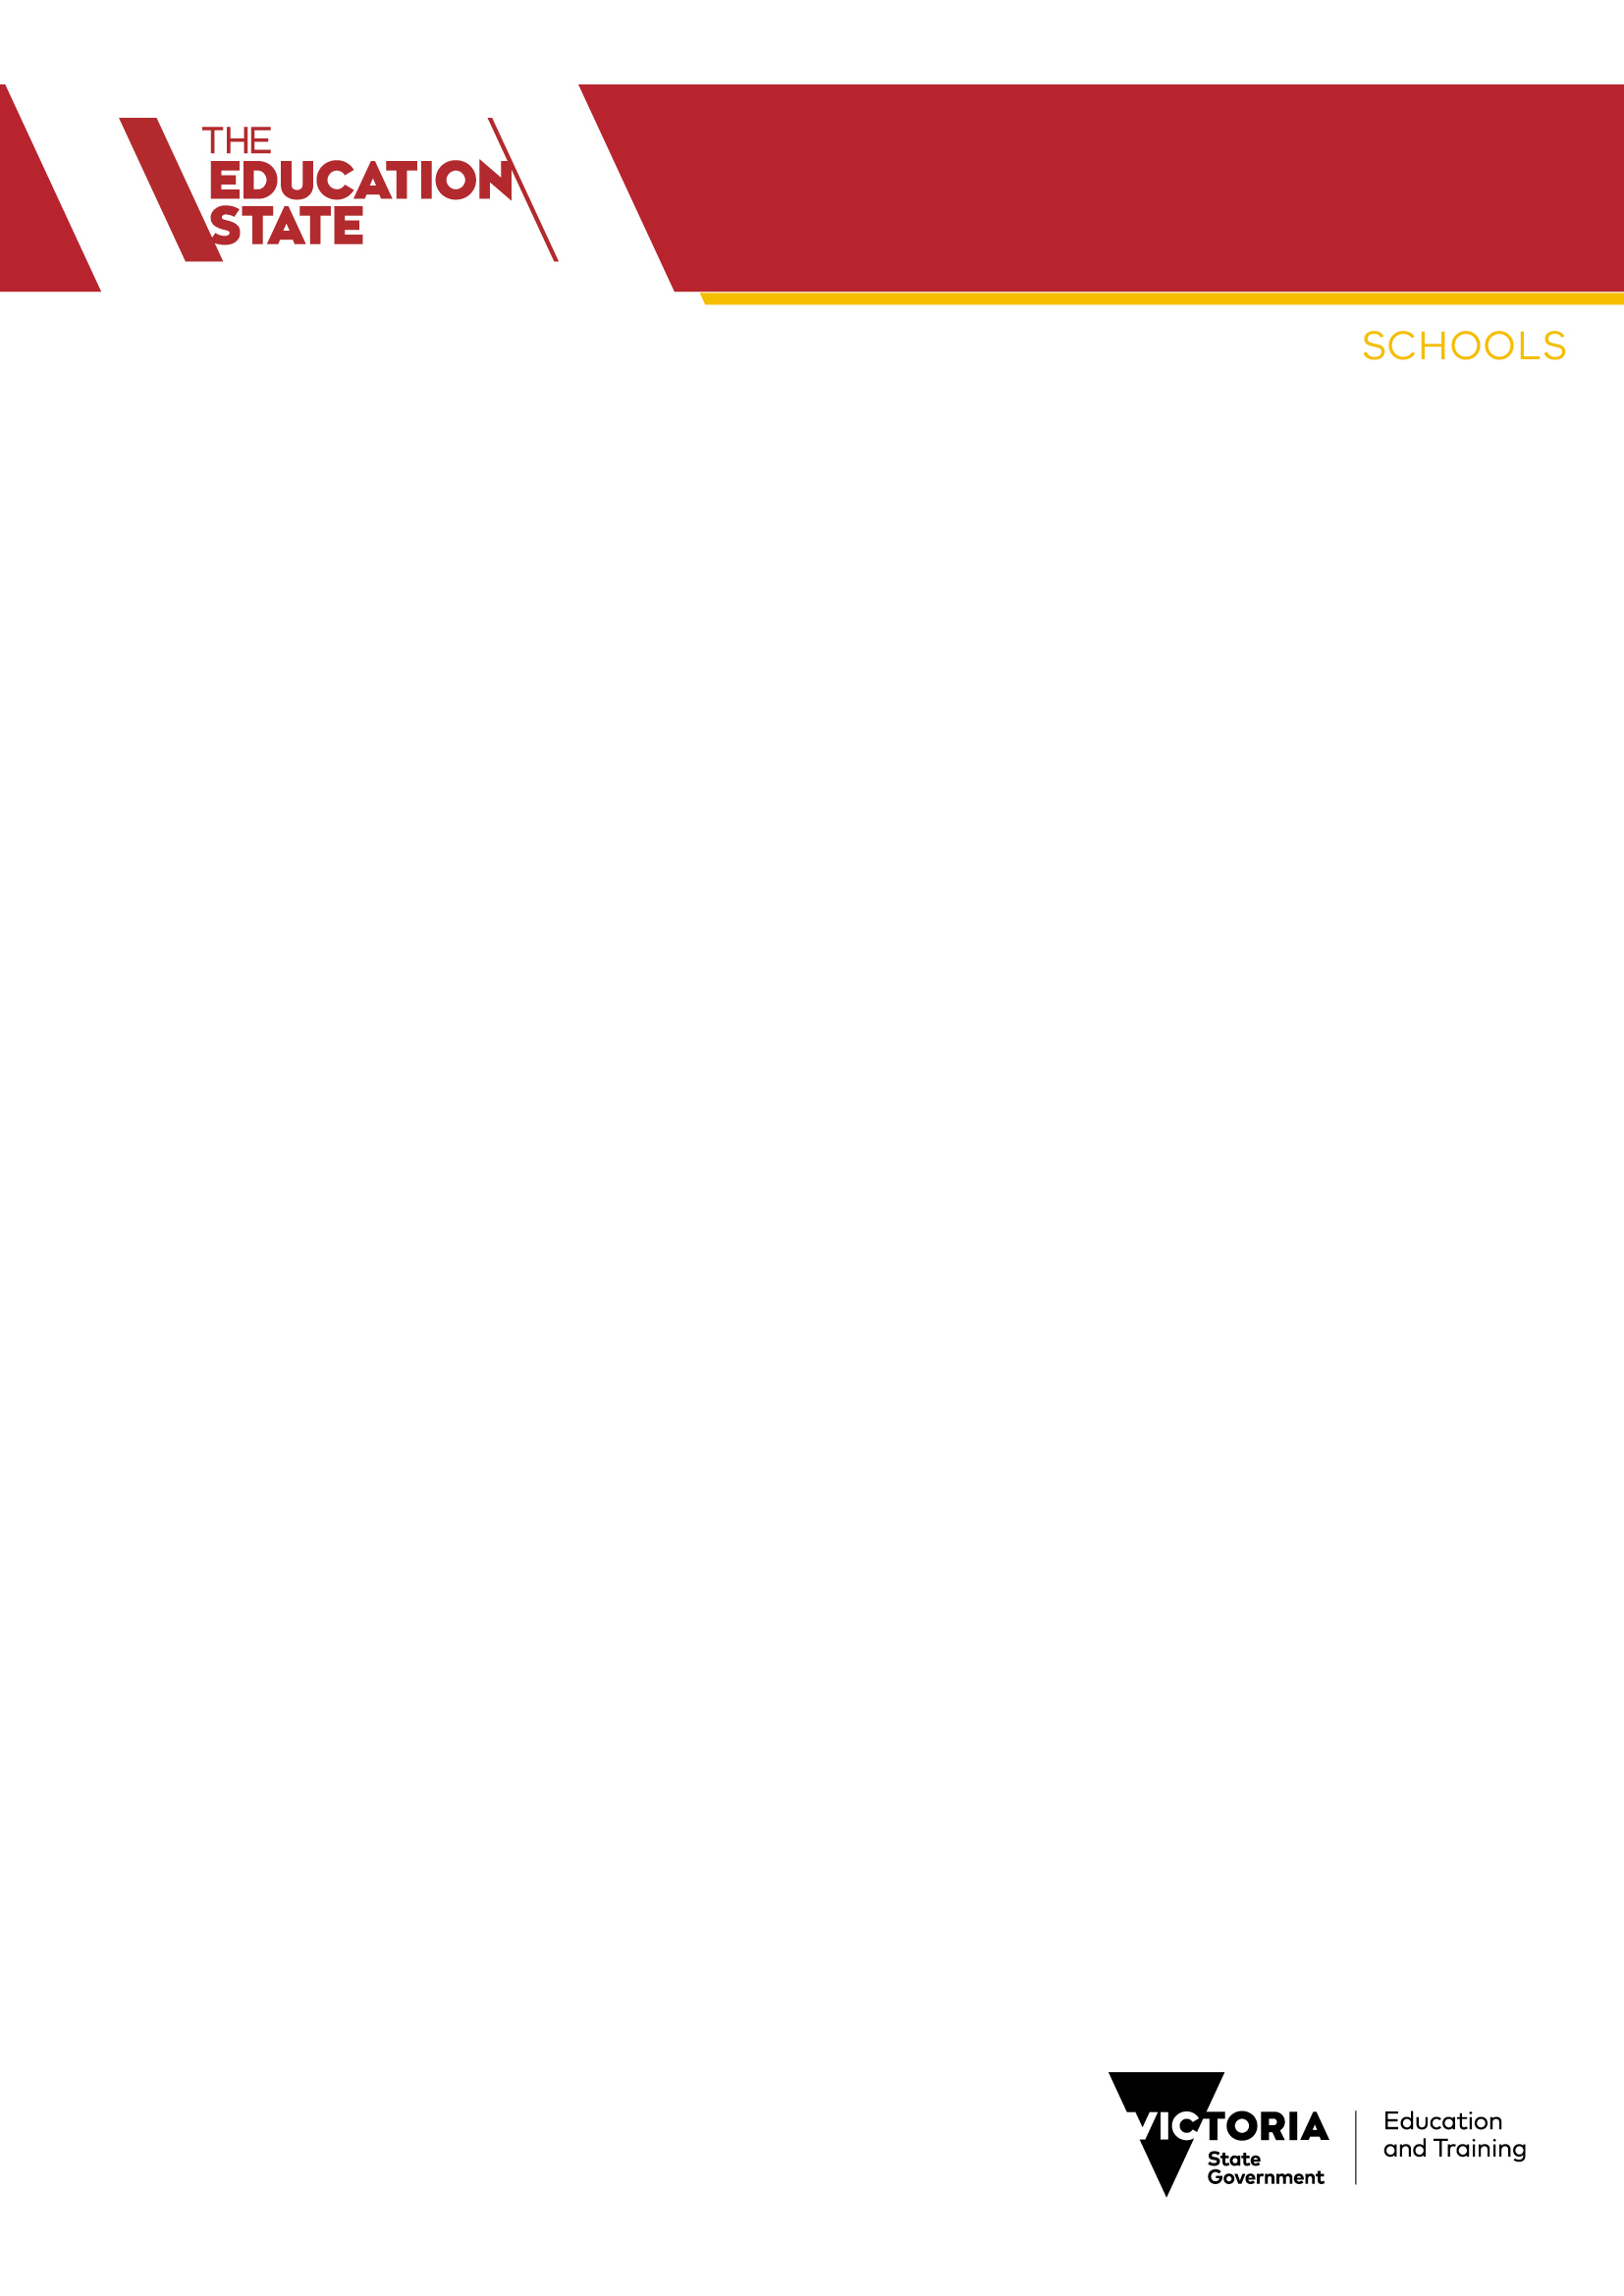 THE
EDUCATION
STATE
SCHOOLS
VICTORIA
State
Government
Education
and Training